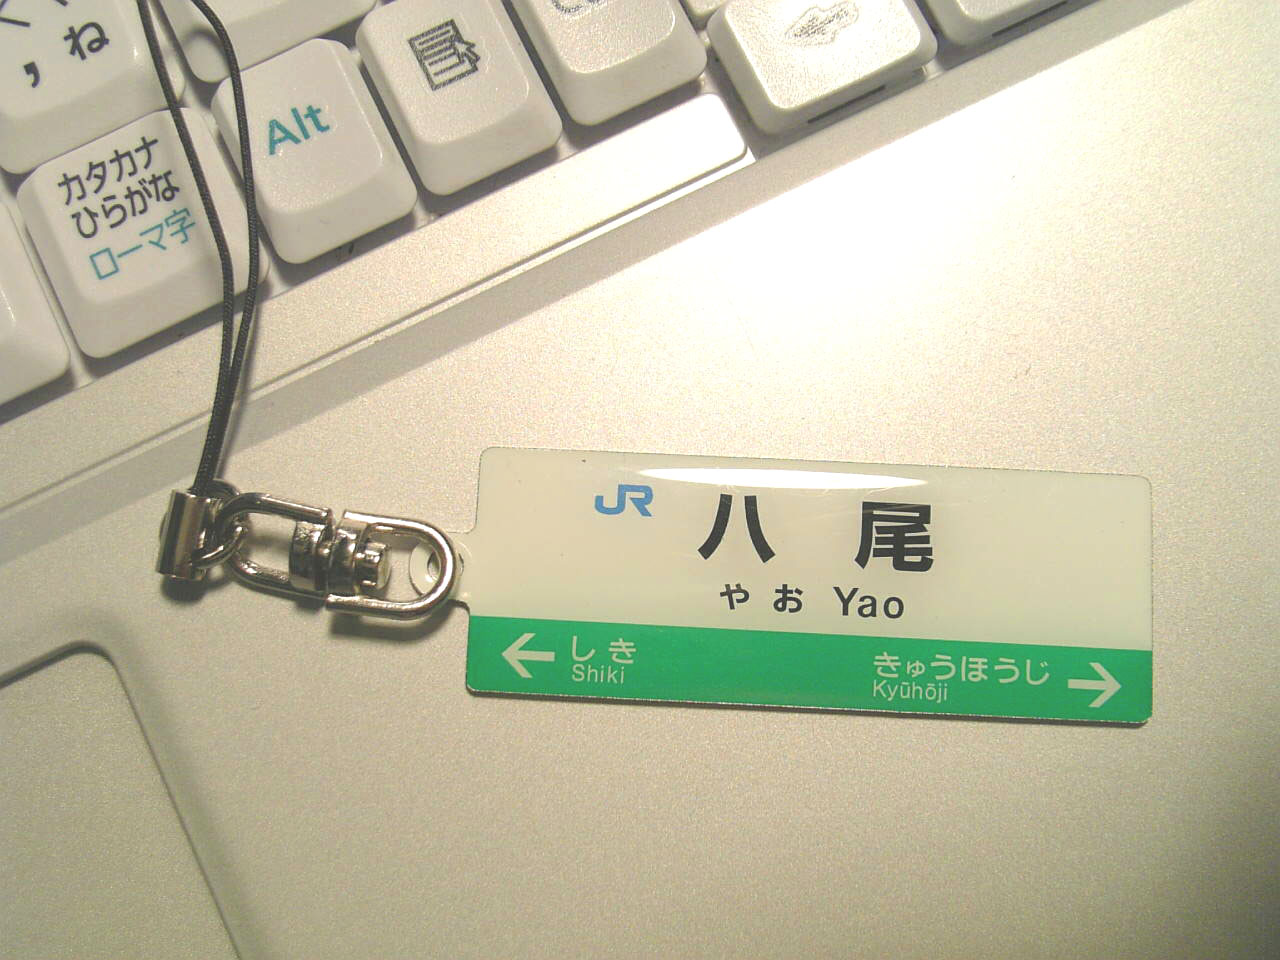 ね
,
Alt
カタカナ
ひらがな
ローマ字
JR
八尾
やお Yao
← しき
Shiki
きゅうほうじ →
Kyūhōji